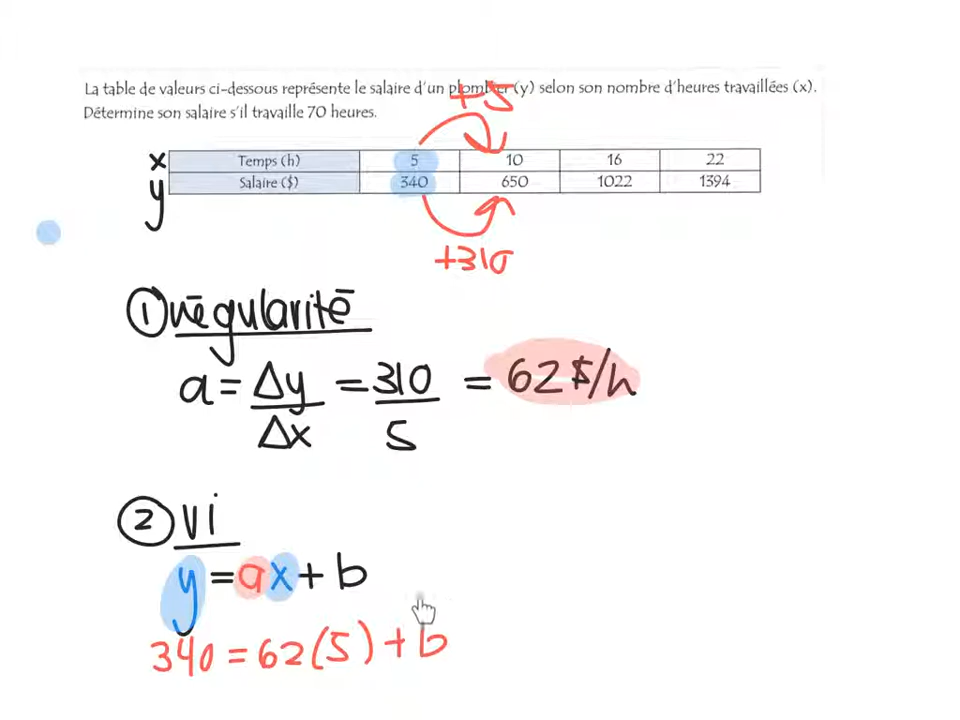 La table de valeurs ci-dessous représente le salaire d'un plombier (y) selon son nombre d'heures travaillées (x).
+5
Détermine son salaire s'il travaille 70 heures.
x Temps (h) 5 10 16 22
y Salaire ($) 340 650 1022 1394
+310
① régularité
a = Δy/Δx = 310/5 = 62$/h
② vi
y = ax + b
340 = 62(5) + b